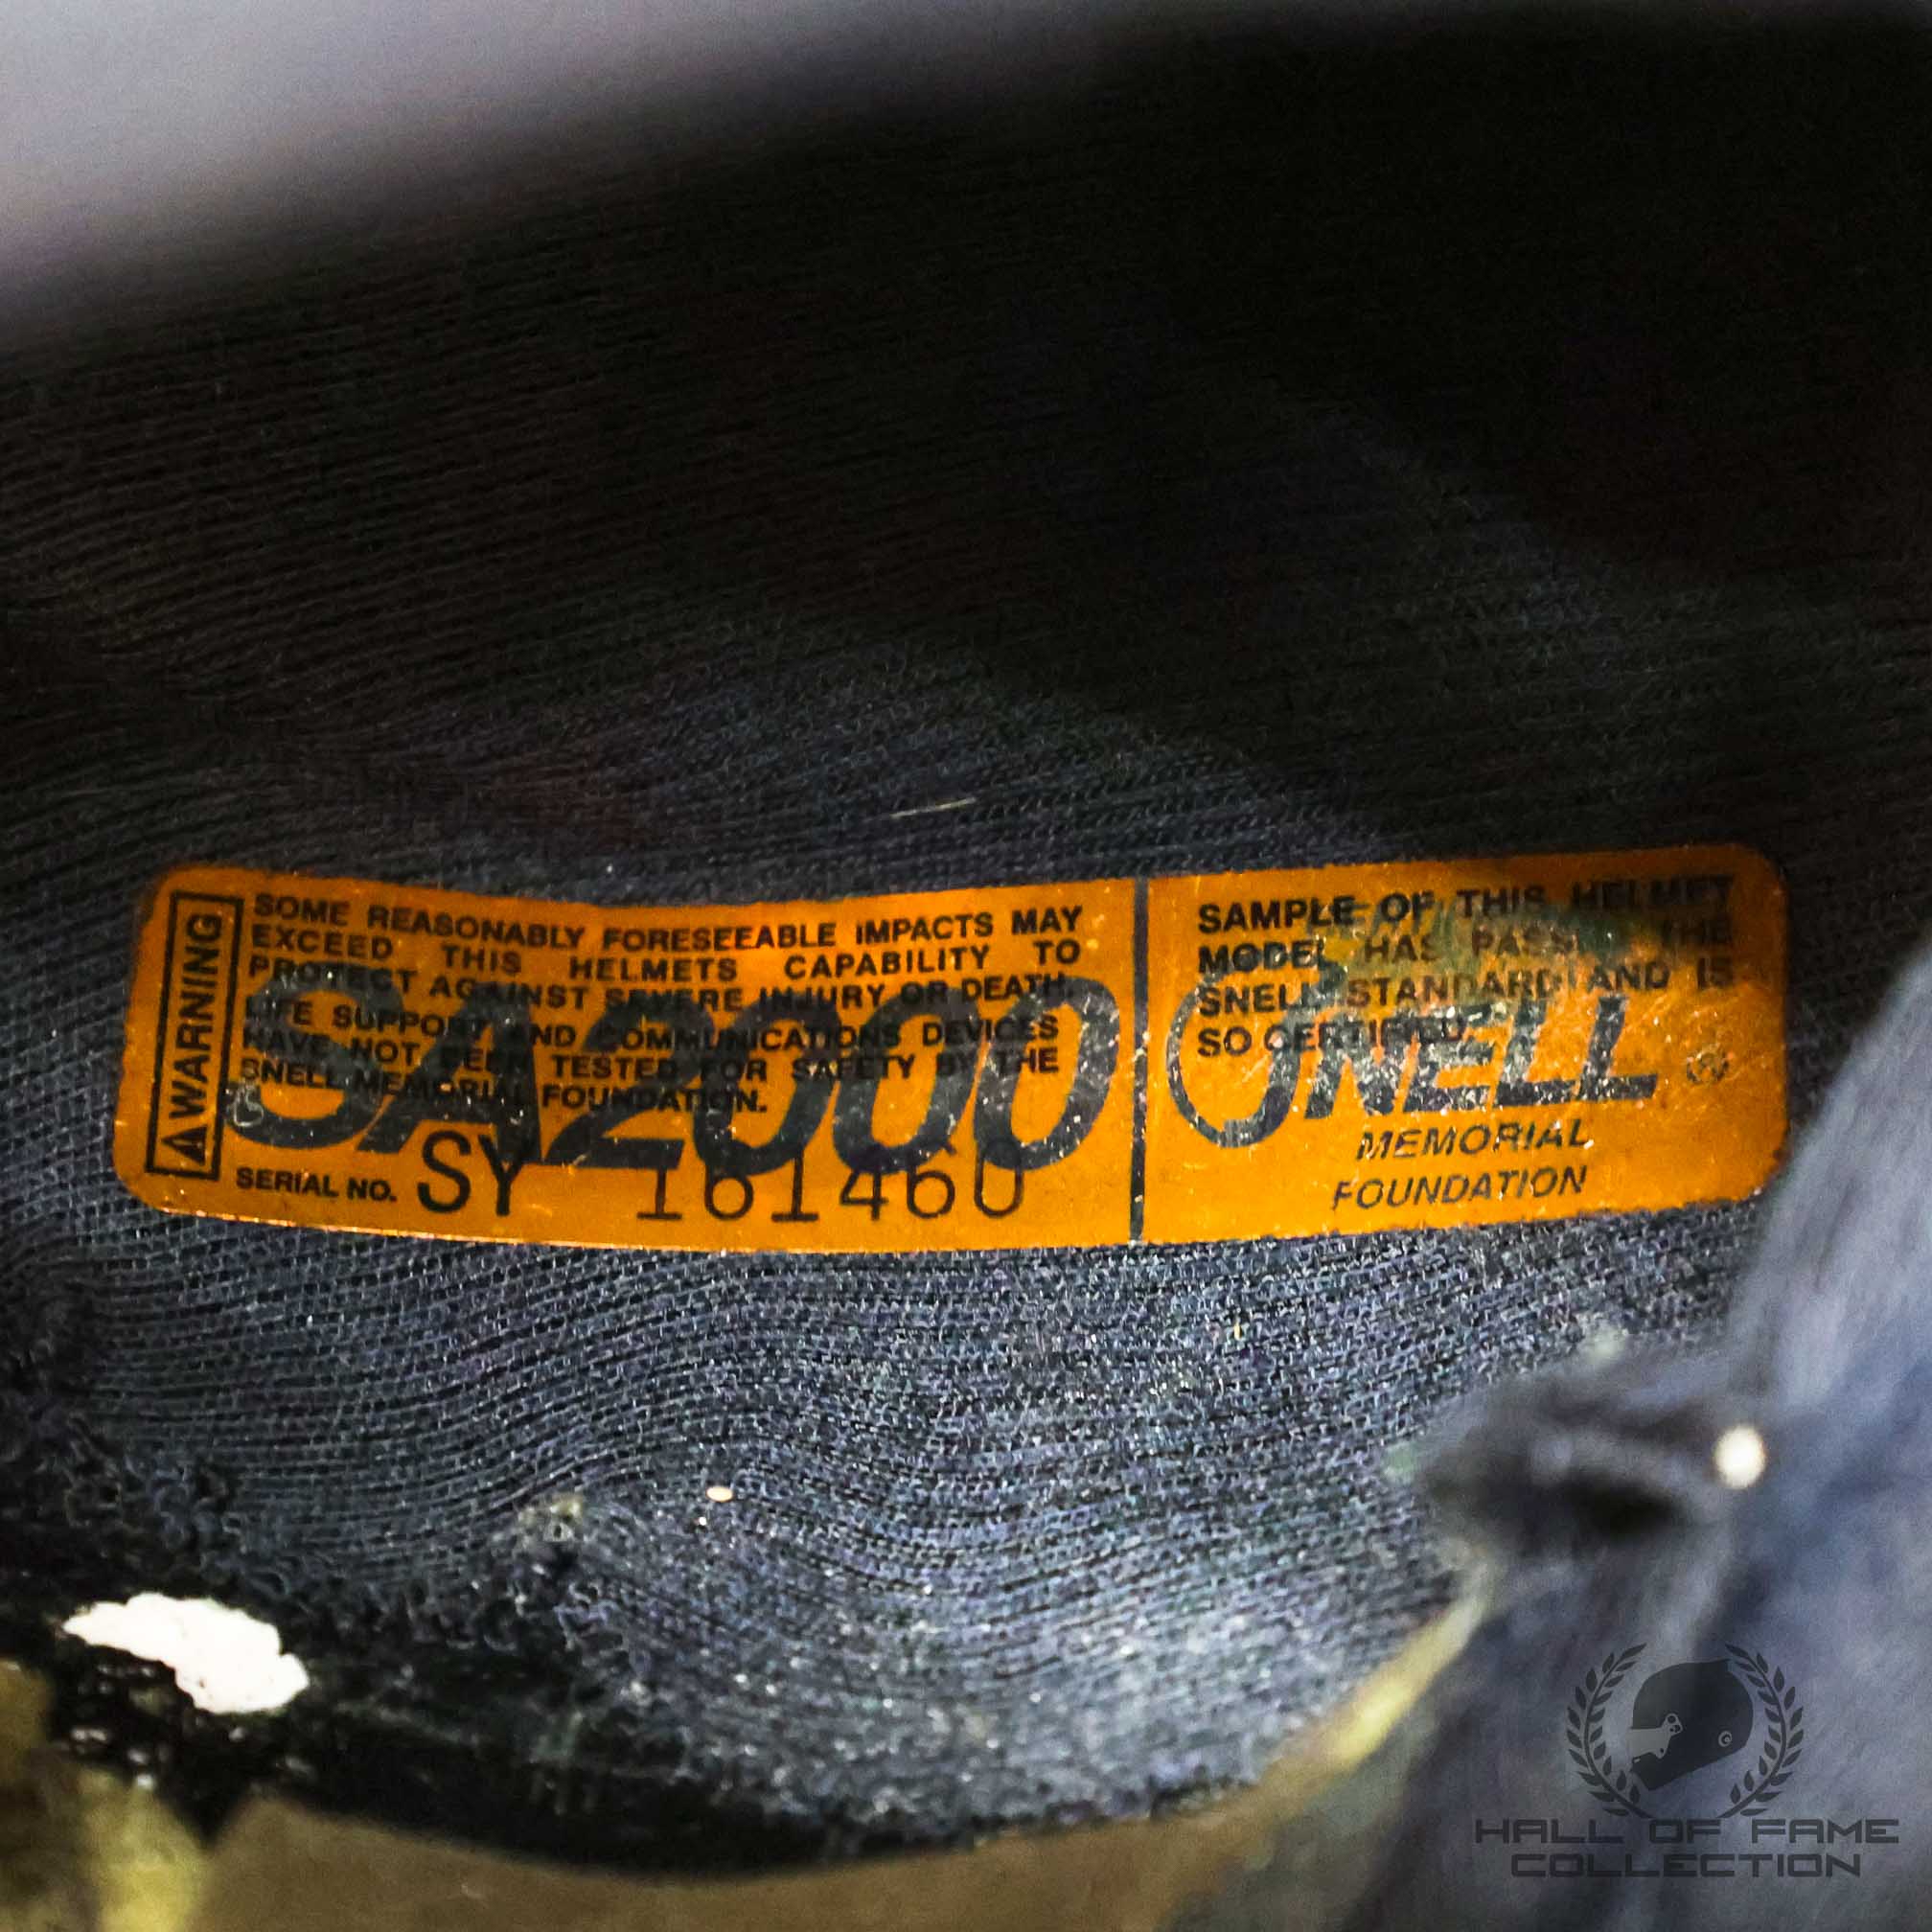 ⚠WARNING
SOME REASONABLY FORESEEABLE IMPACTS MAY
EXCEED THIS HELMETS CAPABILITY TO
PROTECT AGAINST SEVERE INJURY OR DEATH.
LIFE SUPPORT AND COMMUNICATIONS DEVICES
HAVE NOT BEEN TESTED FOR SAFETY BY THE
SNELL MEMORIAL FOUNDATION.
SA2000
SERIAL NO. SY 161460
SAMPLE OF THIS HELMET
MODEL HAS PASSED THE
SNELL STANDARD AND IS
SO CERTIFIED.
SNELL ®
MEMORIAL
FOUNDATION
HALL OF FAME
COLLECTION